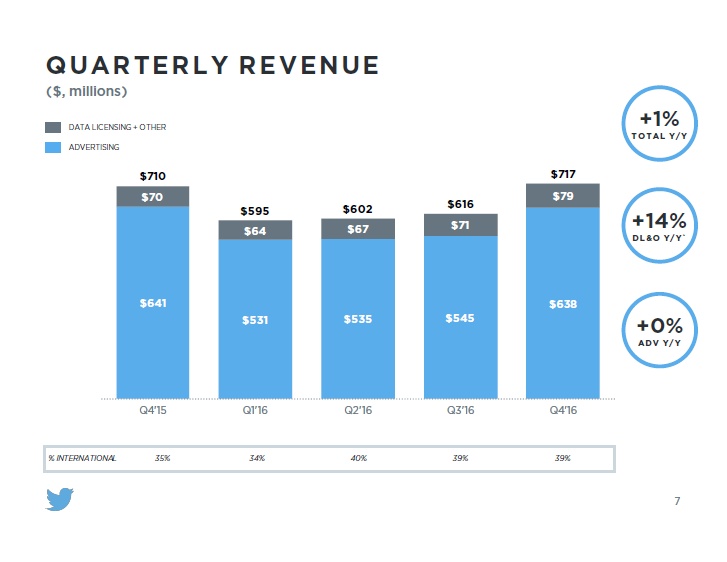 QUARTERLY REVENUE
($, millions)
DATA LICENSING + OTHER
ADVERTISING
+1%
TOTAL Y/Y
+14%
DL&O Y/Y
+0%
ADV Y/Y
$710
$595
$602
$616
$717
$70
$64
$67
$71
$79
$641
$531
$535
$545
$638
Q4'15
Q1'16
Q2'16
Q3'16
Q4'16
% INTERNATIONAL 35% 34% 40% 39% 39%
7